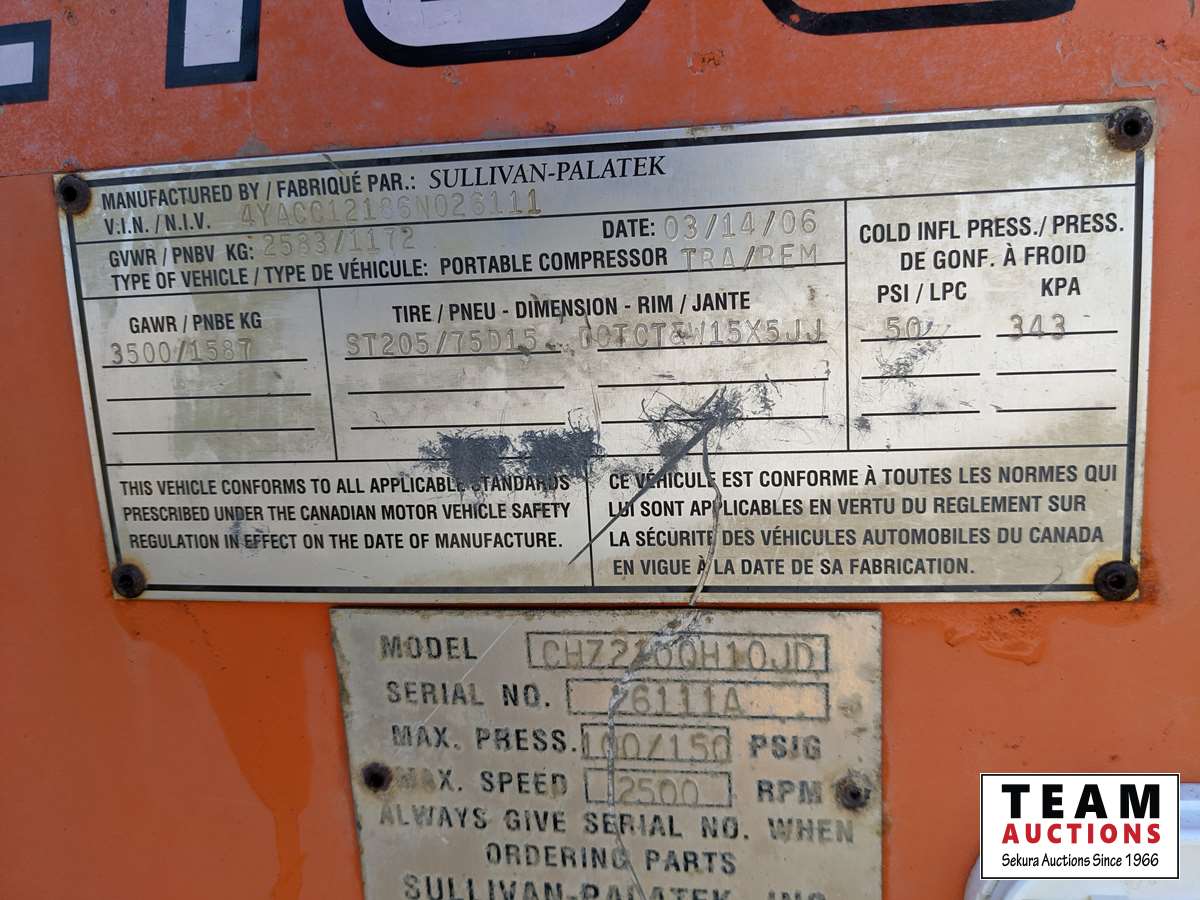 MANUFACTURED BY / FABRIQUÉ PAR.: SULLIVAN-PALATEK
V.I.N. / N.I.V. 4YACC12186N026111
GVWR / PNBV KG: 2583/1172 DATE: 03/14/06
TYPE OF VEHICLE / TYPE DE VÉHICULE: PORTABLE COMPRESSOR TRA/REM
COLD INFL PRESS. / PRESS.
DE GONF. À FROID
PSI / LPC KPA
GAWR / PNBE KG TIRE / PNEU - DIMENSION - RIM / JANTE
3500/1587 ST205/75D15 15X5JJ 50 343
THIS VEHICLE CONFORMS TO ALL APPLICABLE STANDARDS
PRESCRIBED UNDER THE CANADIAN MOTOR VEHICLE SAFETY
REGULATION IN EFFECT ON THE DATE OF MANUFACTURE.
CE VÉHICULE EST CONFORME À TOUTES LES NORMES QUI
LUI SONT APPLICABLES EN VERTU DU REGLEMENT SUR
LA SÉCURITE DES VÉHICULES AUTOMOBILES DU CANADA
EN VIGUE À LA DATE DE SA FABRICATION.
MODEL
SERIAL NO. 26111A
MAX. PRESS. 100/150 PSIG
MAX. SPEED 2500 RPM
ALWAYS GIVE SERIAL NO. WHEN
ORDERING PARTS
SULLIVAN-PALATEK, INC.
TEAM
AUCTIONS
Sekura Auctions Since 1966